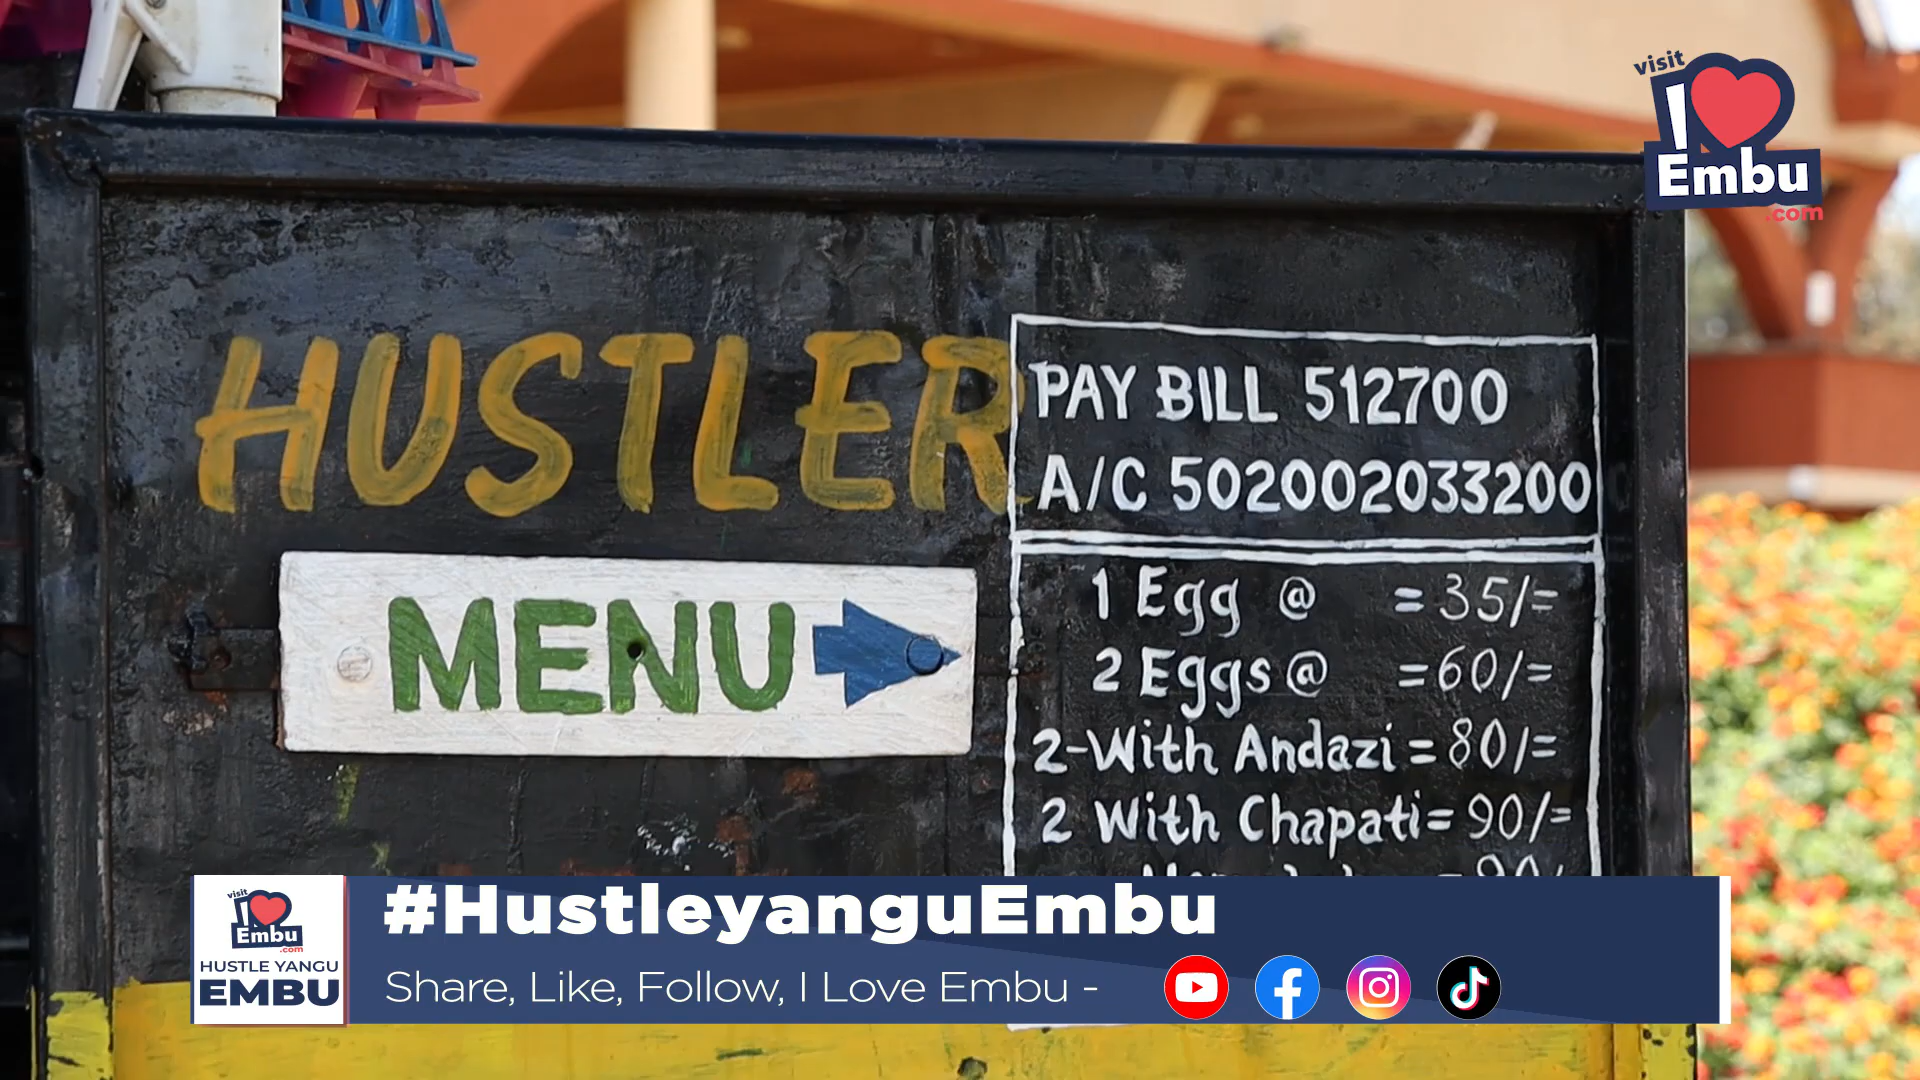 visit
I
Embu
.com
HUSTLER
MENU
PAY BILL 512700
A/C 502002033200
1 Egg @ = 35/=
2 Eggs @ = 60/=
2-With Andazi = 80/=
2 With Chapati = 90/=
visit
I
Embu
.com
HUSTLE YANGU
EMBU
#HustleyanguEmbu
Share, Like, Follow, I Love Embu -